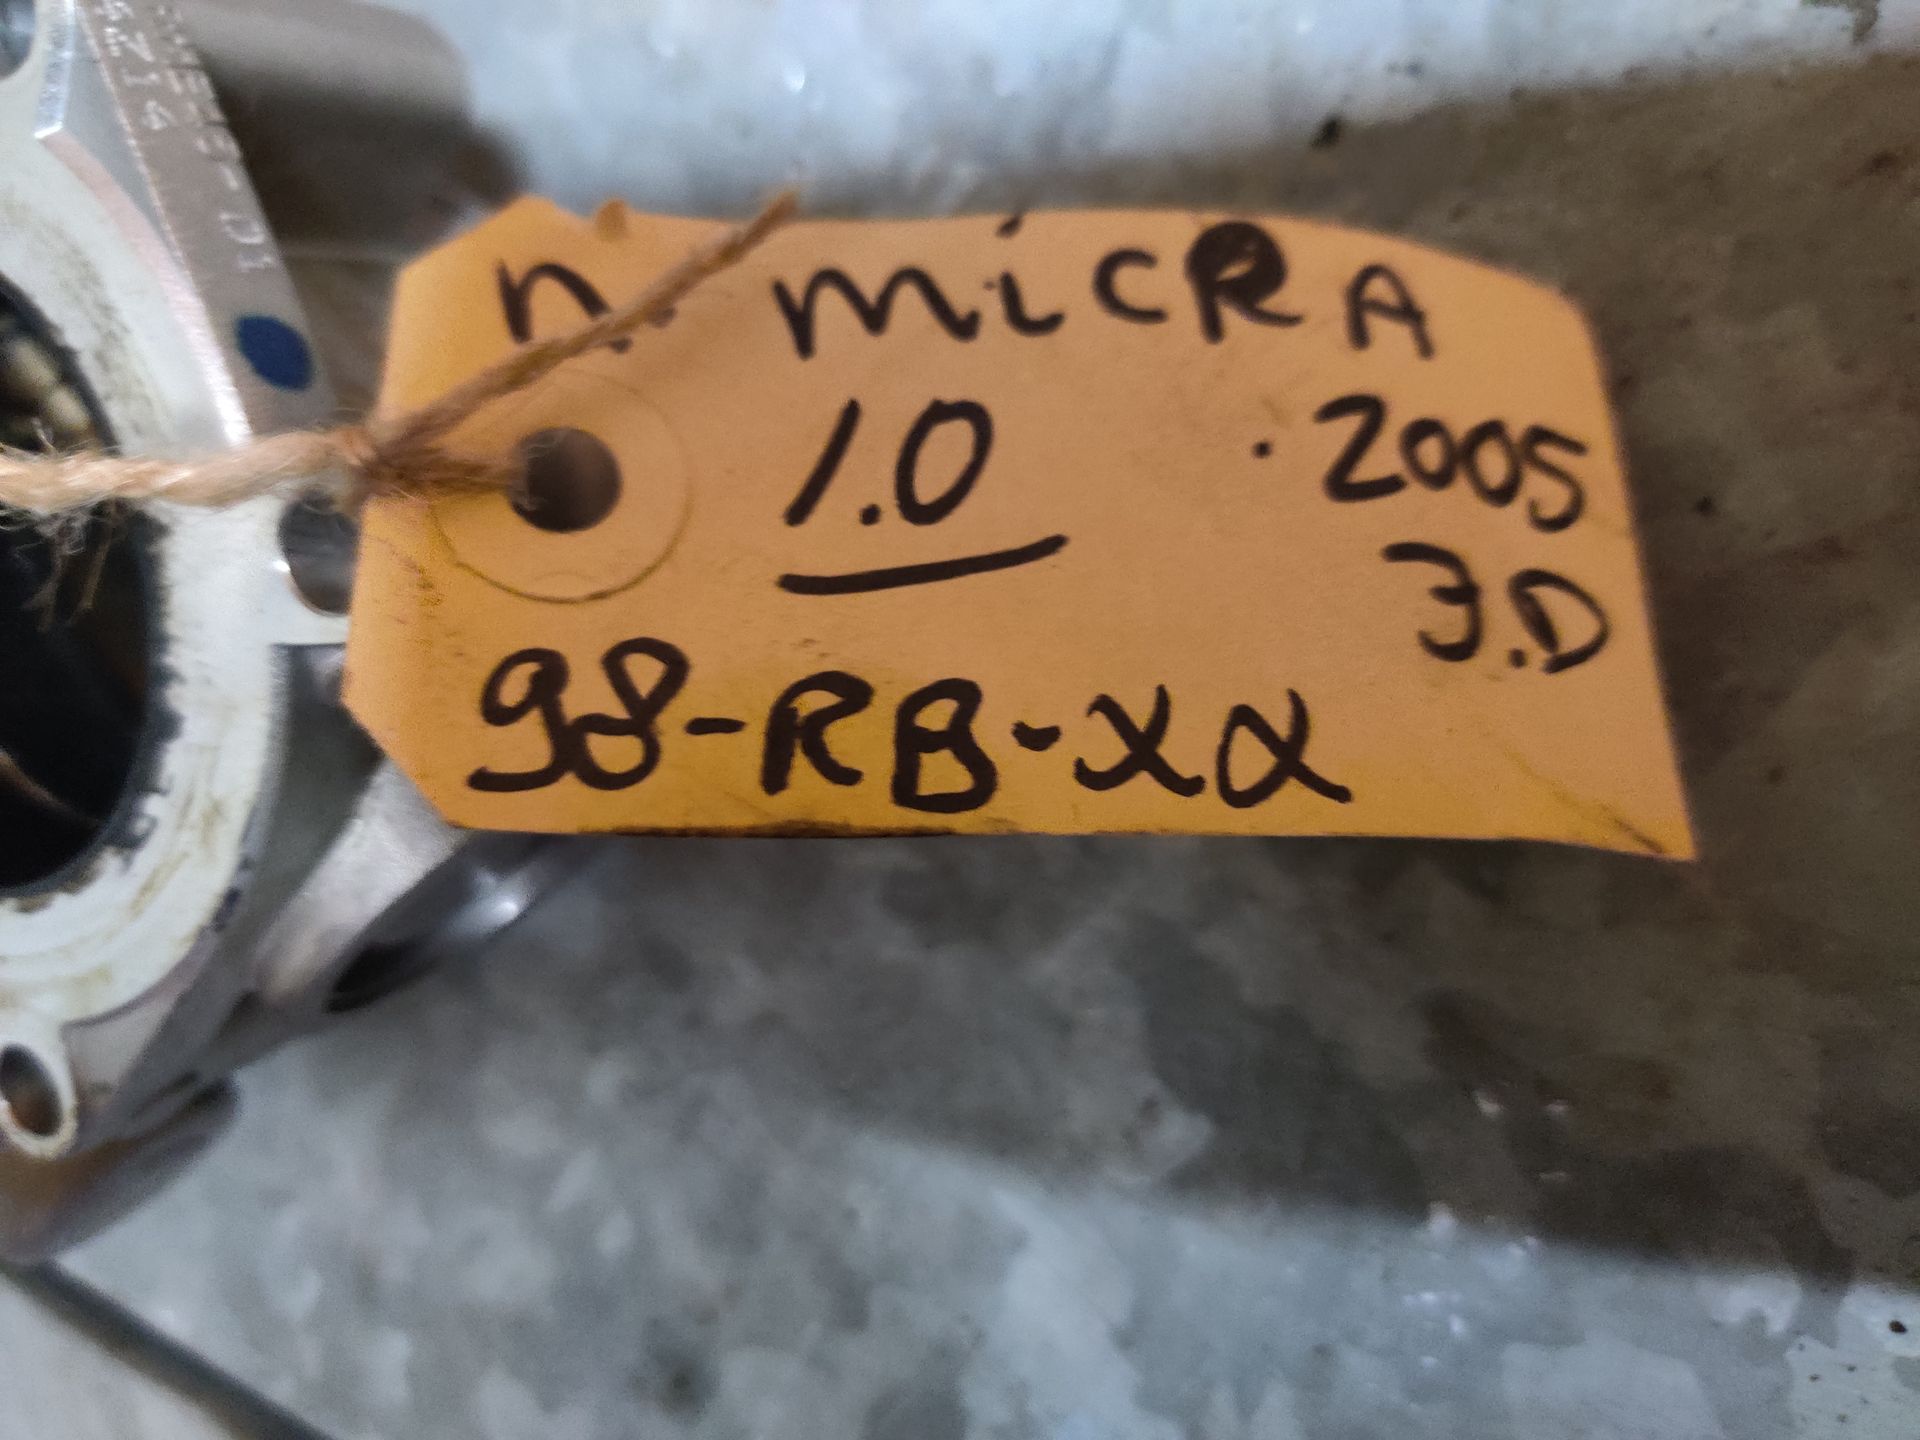 n. micRA
1.0 . 2005
3.D
98-RB-XX